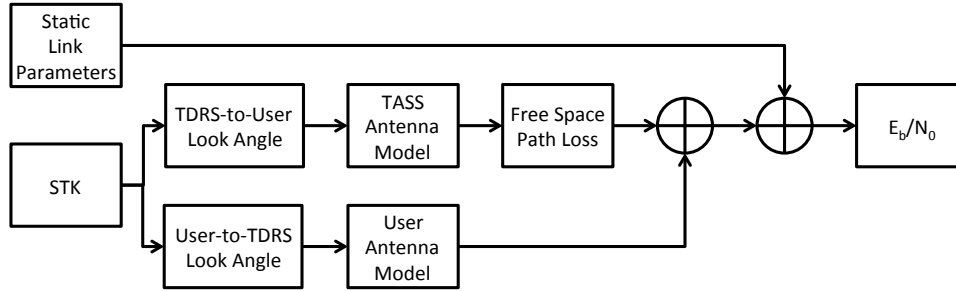 Static
Link
Parameters
TDRS-to-User
Look Angle
TASS
Antenna
Model
Free Space
Path Loss
E_b/N_0
STK
User-to-TDRS
Look Angle
User
Antenna
Model